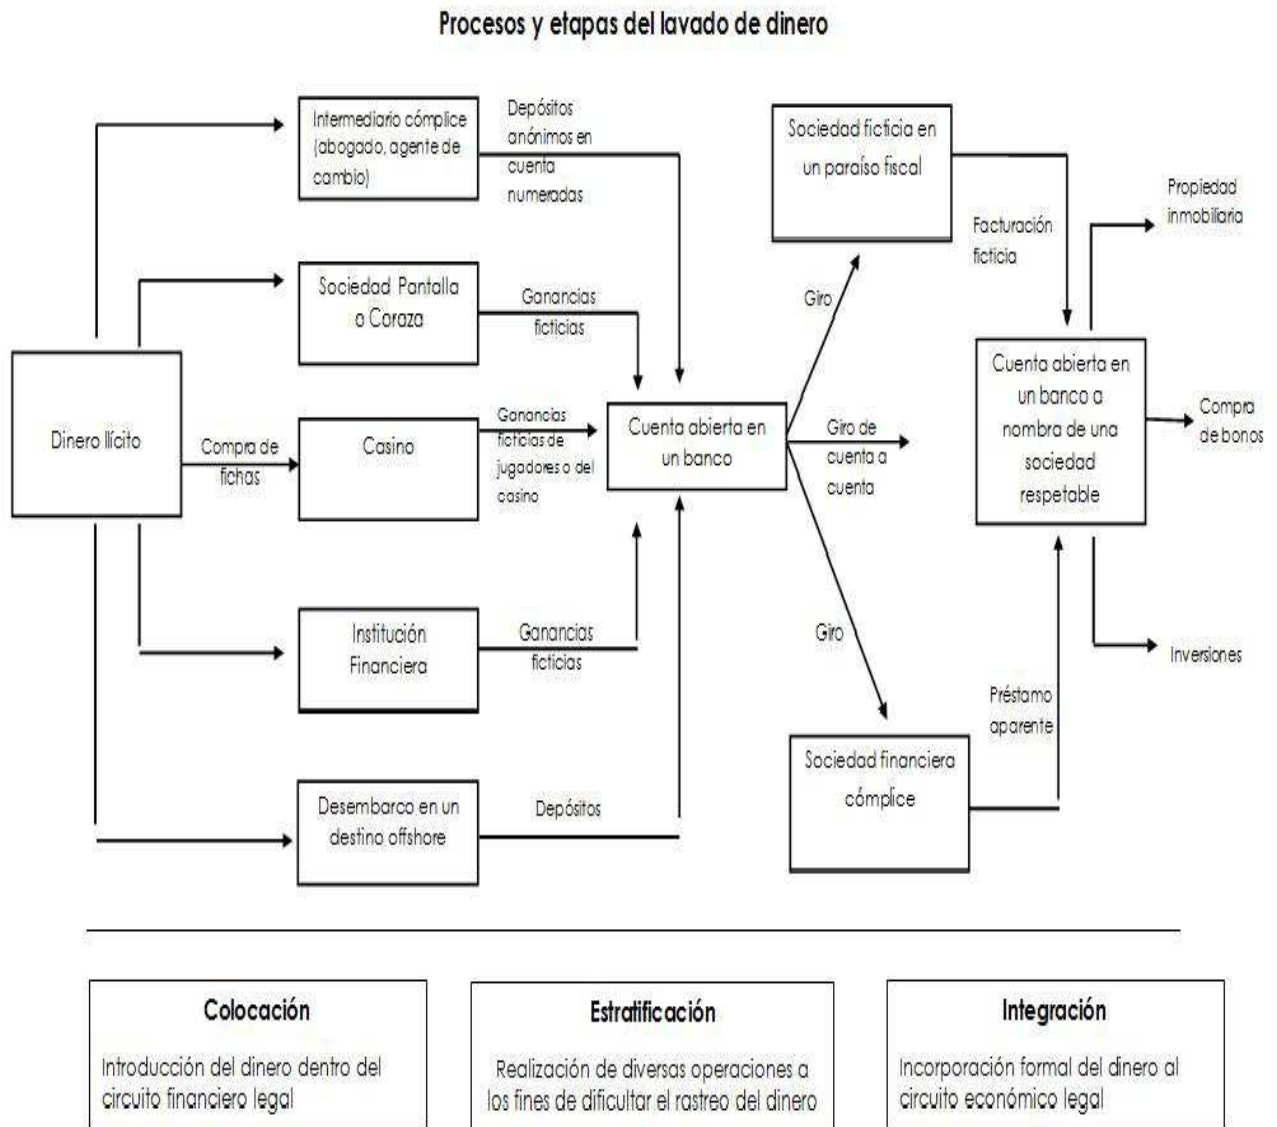 Procesos y etapas del lavado de dinero
Intermediario cómplice
(abogado, agente de
cambio)
Depósitos
anónimos en
cuenta
numeradas
Sociedad ficticia en
un paraíso fiscal
Propiedad
inmobiliaria
Facturación
ficticia
Sociedad Pantalla
o Coraza
Ganancias
ficticias
Giro
Dinero Ilícito
Compra de
fichas
Casino
Ganancias
ficticias de
jugadores o del
casino
Cuenta abierta en
un banco
Giro de
cuenta a
cuenta
Cuenta abierta en
un banco a
nombra de una
sociedad
respetable
Compra
de bonos
Institución
Financiera
Ganancias
ficticias
Giro
Inversiones
Préstamo
aparente
Sociedad financiera
cómplice
Desembarco en un
destino offshore
Depósitos
Colocación
Introducción del dinero dentro del
circuito financiero legal
Estratificación
Realización de diversas operaciones a
los fines de dificultar el rastreo del dinero
Integración
Incorporación formal del dinero al
circuito económico legal